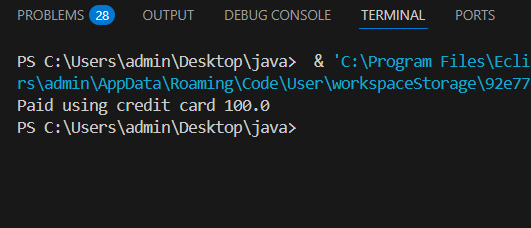 PROBLEMS 28 OUTPUT DEBUG CONSOLE TERMINAL PORTS
PS C:\Users\admin\Desktop\java>  & 'C:\Program Files\Ecli
rs\admin\AppData\Roaming\Code\User\workspaceStorage\92e77
Paid using credit card 100.0
PS C:\Users\admin\Desktop\java>